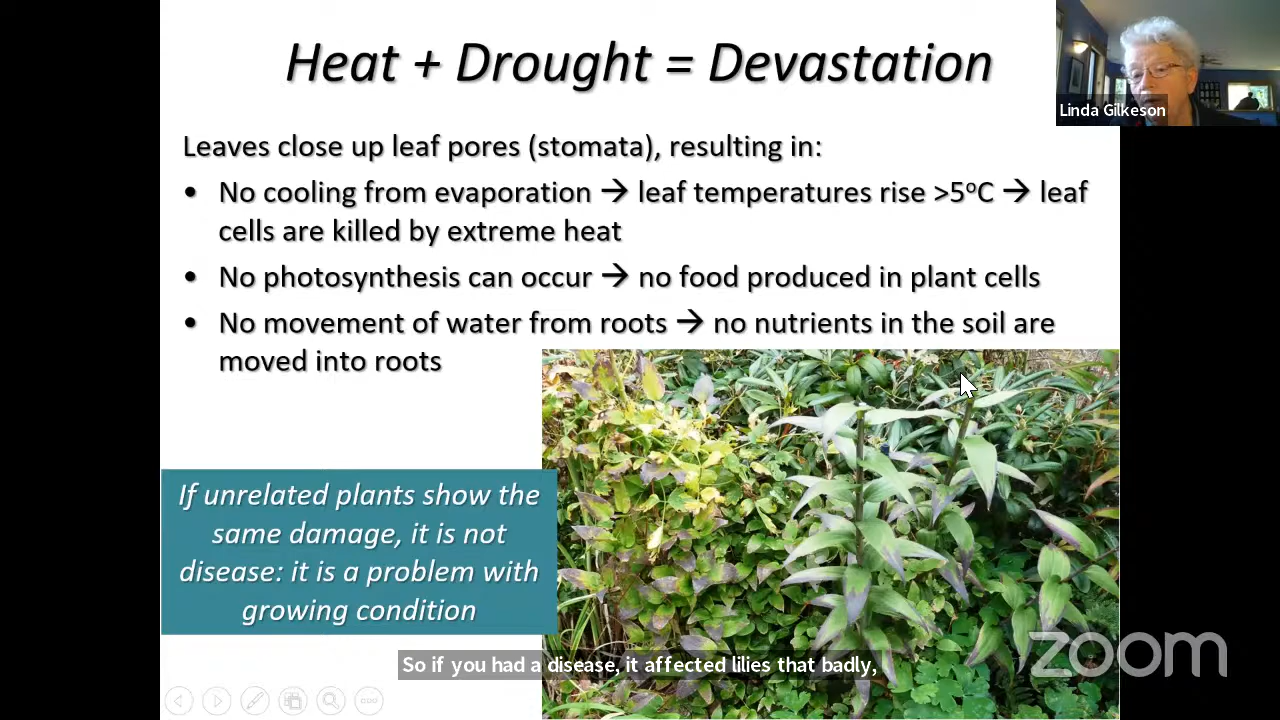 Heat + Drought = Devastation
Linda Gilkeson
Leaves close up leaf pores (stomata), resulting in:
• No cooling from evaporation → leaf temperatures rise >5ºC → leaf
cells are killed by extreme heat
• No photosynthesis can occur → no food produced in plant cells
• No movement of water from roots → no nutrients in the soil are
moved into roots
If unrelated plants show the
same damage, it is not
disease: it is a problem with
growing condition
zoom
So if you had a disease, it affected lilies that badly,